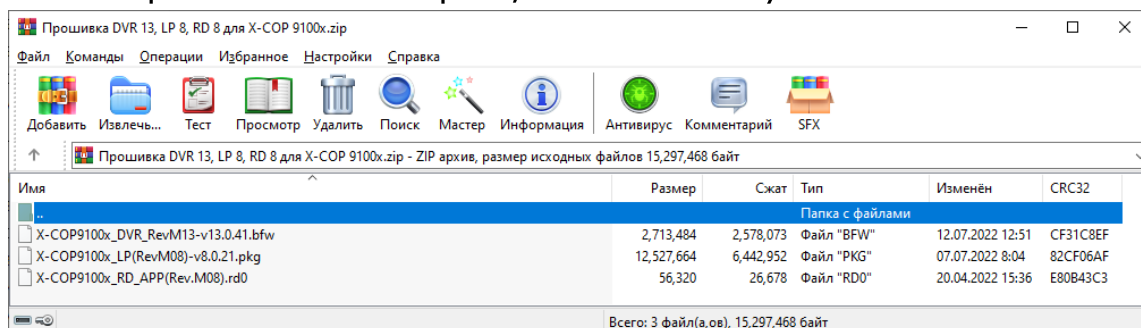 Прошивка DVR 13, LP 8, RD 8 для X-COP 9100x.zip
Файл Команды Операции Избранное Настройки Справка
Добавить Извлечь... Тест Просмотр Удалить Поиск Мастер Информация Антивирус Комментарий SFX
Прошивка DVR 13, LP 8, RD 8 для X-COP 9100x.zip - ZIP архив, размер исходных файлов 15,297,468 байт
Имя Размер Сжат Тип Изменён CRC32
.. Папка с файлами
X-COP9100x_DVR_RevM13-v13.0.41.bfw 2,713,484 2,578,073 Файл "BFW" 12.07.2022 12:51 CF31C8EF
X-COP9100x_LP(RevM08)-v8.0.21.pkg 12,527,664 6,442,952 Файл "PKG" 07.07.2022 8:04 82CF06AF
X-COP9100x_RD_APP(Rev.M08).rd0 56,320 26,678 Файл "RD0" 20.04.2022 15:36 E80B43C3
Всего: 3 файл(а,ов), 15,297,468 байт